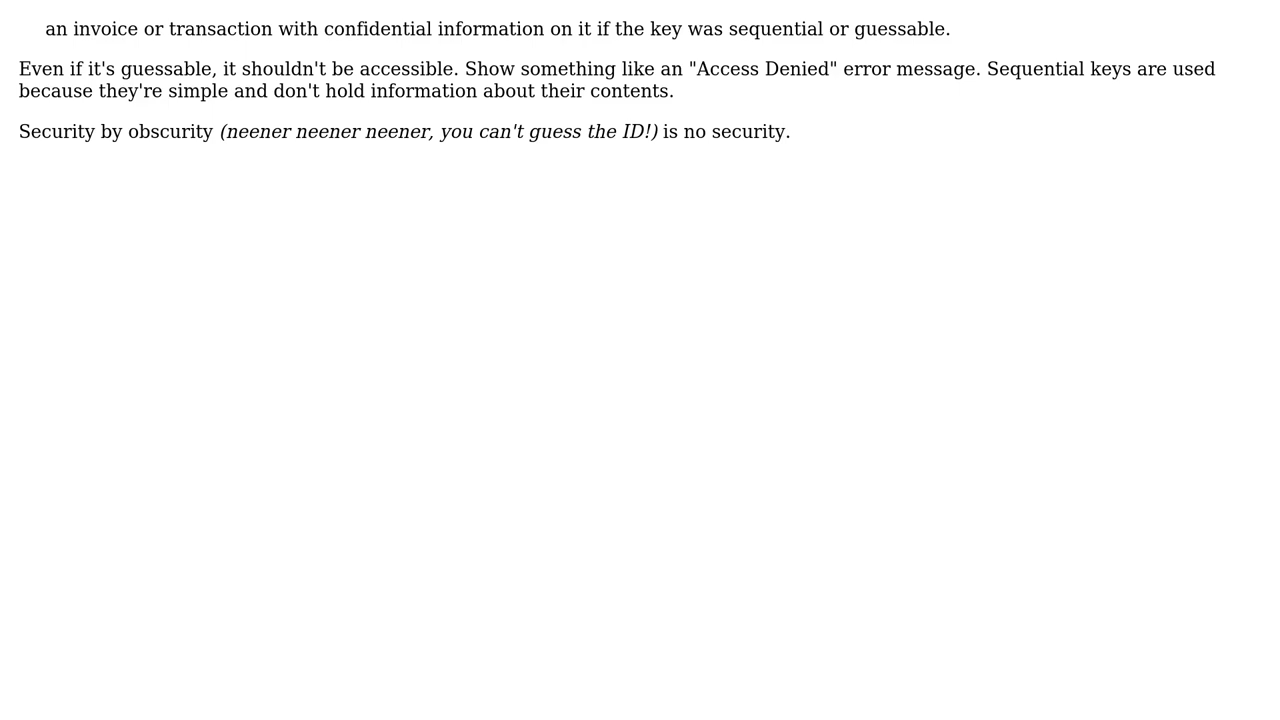 an invoice or transaction with confidential information on it if the key was sequential or guessable.
Even if it's guessable, it shouldn't be accessible. Show something like an "Access Denied" error message. Sequential keys are used
because they're simple and don't hold information about their contents.
Security by obscurity (neener neener neener, you can't guess the ID!) is no security.